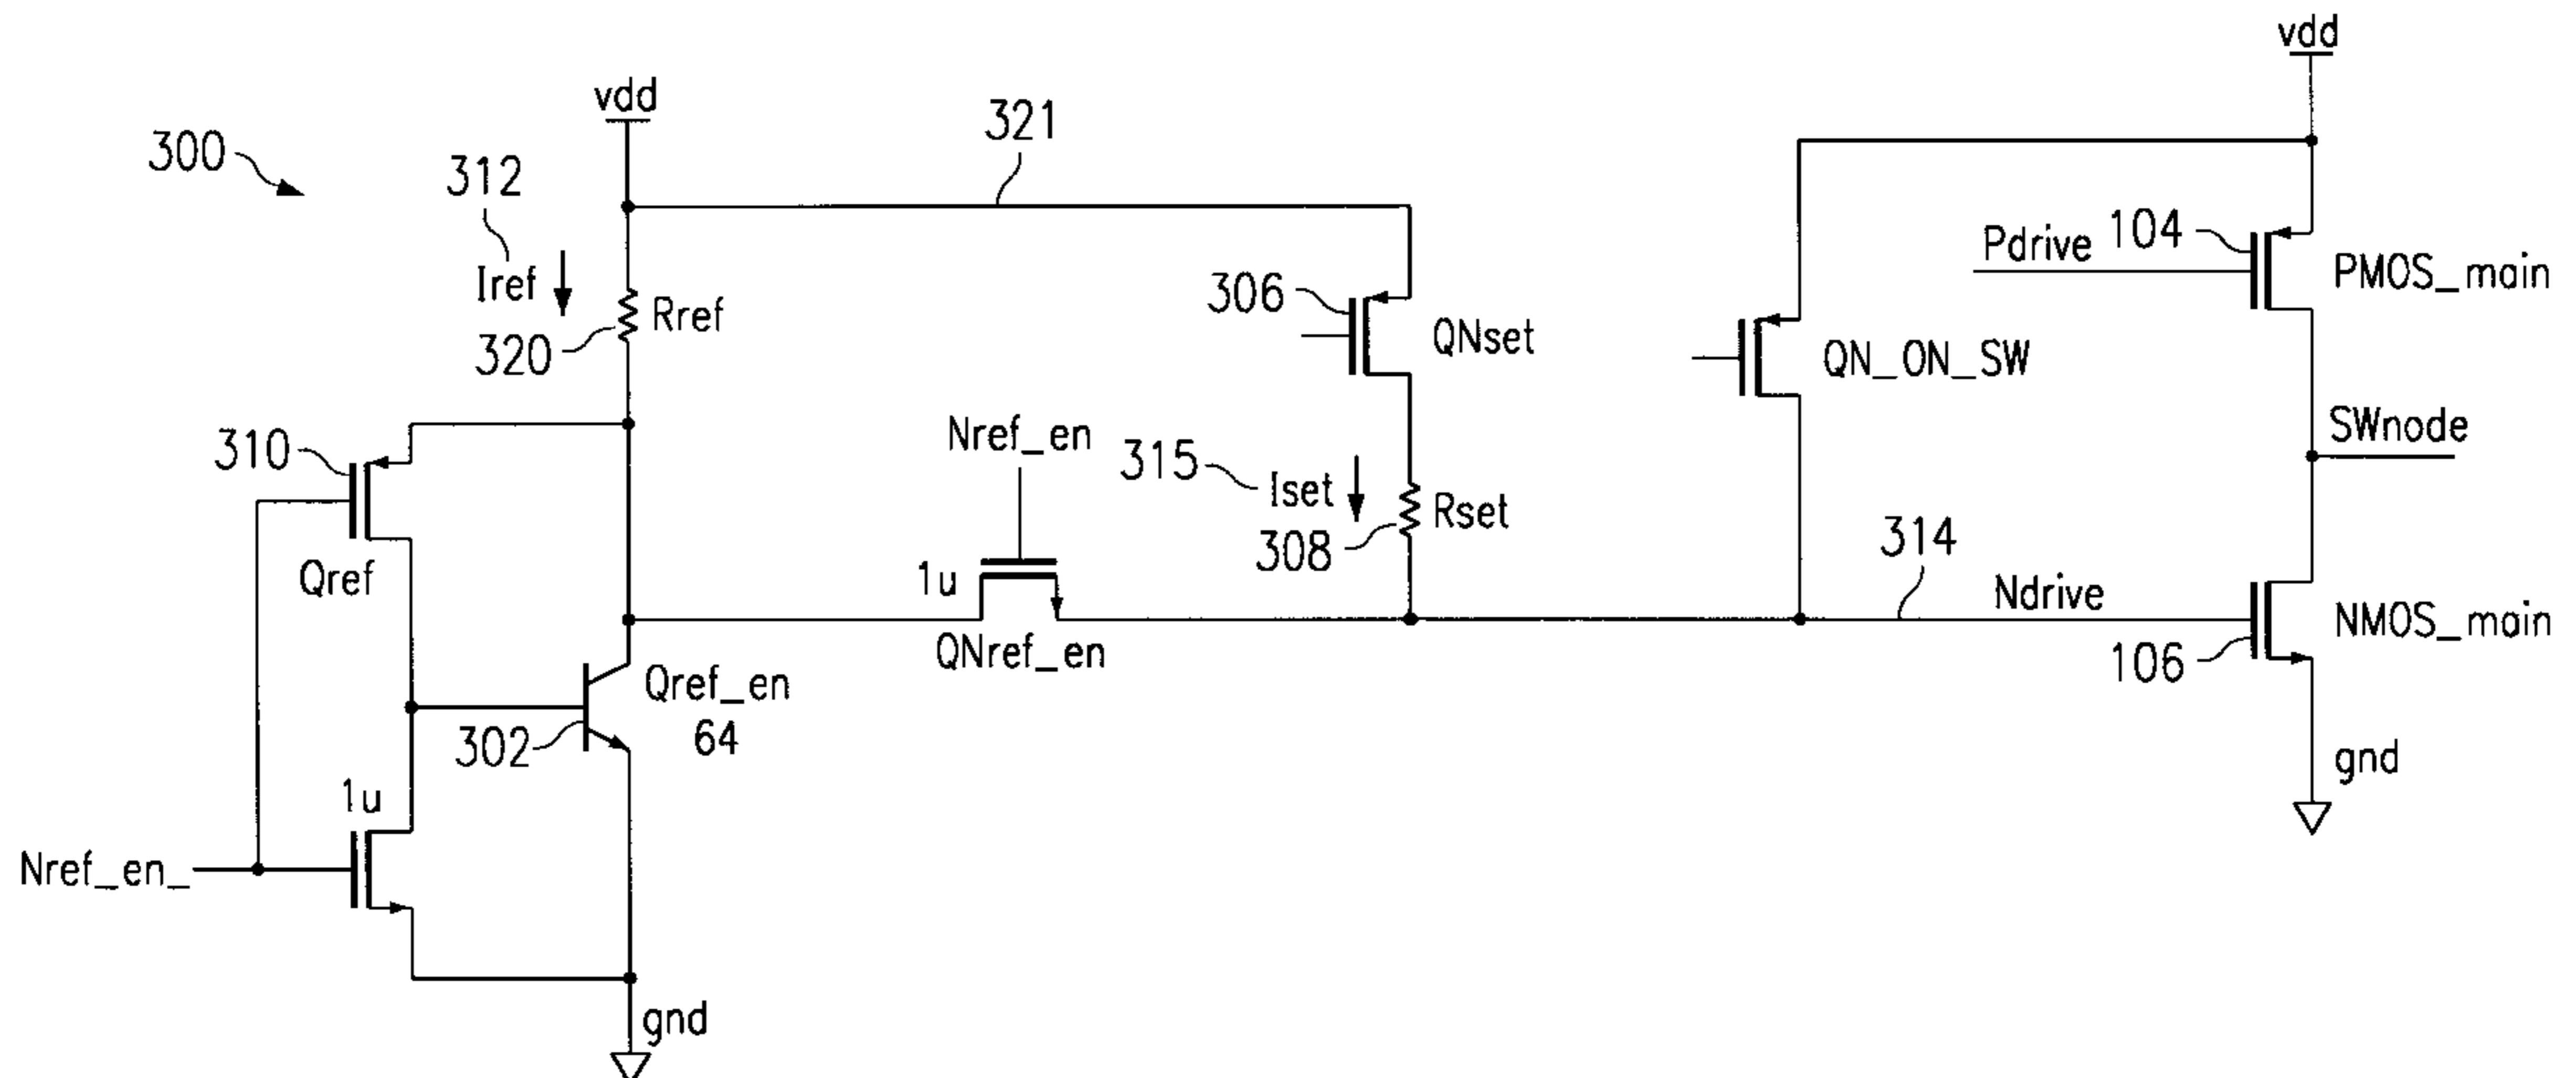 vdd
vdd
300
312
321
Iref
Rref
320
306
QNset
Pdrive
104
PMOS_main
QN_ON_SW
310
Qref
Nref_en
1u
QNref_en
315
Iset
Rset
308
SWnode
314
Ndrive
NMOS_main
106
gnd
Qref_en
64
302
1u
Nref_en_
gnd